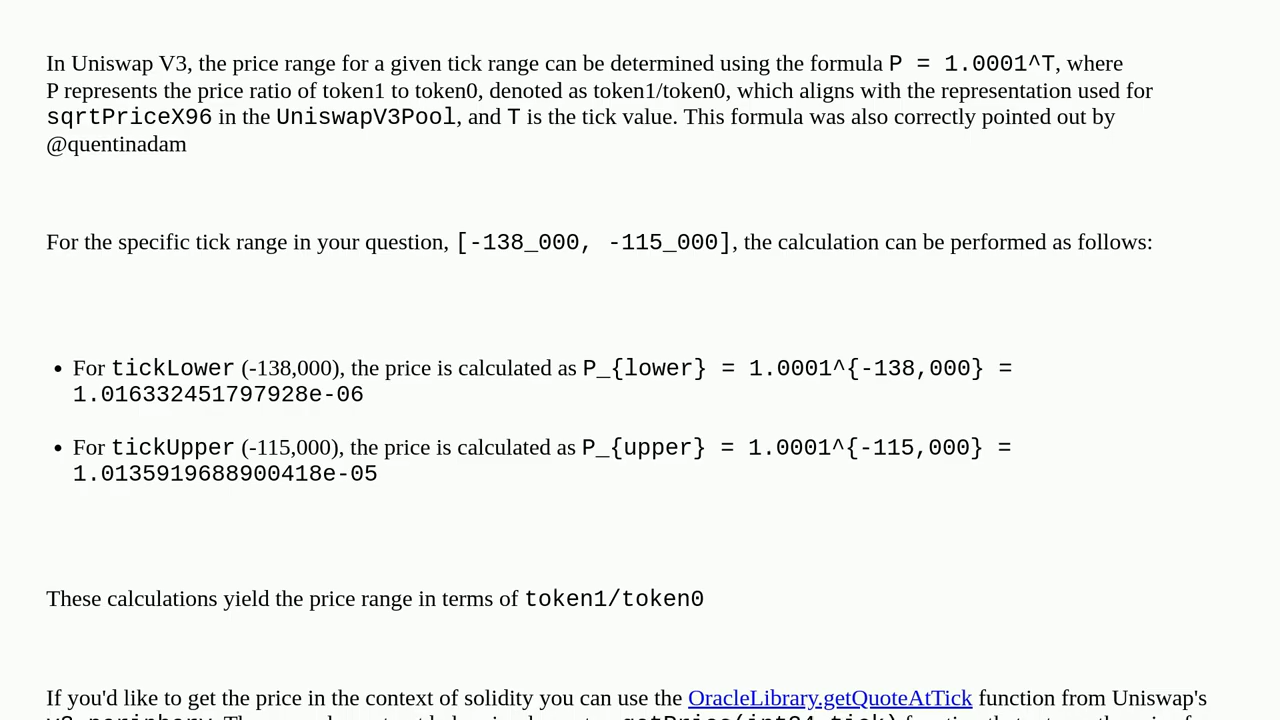 In Uniswap V3, the price range for a given tick range can be determined using the formula P = 1.0001^T, where
P represents the price ratio of token1 to token0, denoted as token1/token0, which aligns with the representation used for
sqrtPriceX96 in the UniswapV3Pool, and T is the tick value. This formula was also correctly pointed out by
@quentinadam
For the specific tick range in your question, [-138_000, -115_000], the calculation can be performed as follows:
• For tickLower (-138,000), the price is calculated as P_{lower} = 1.0001^{-138,000} =
1.016332451797928e-06
• For tickUpper (-115,000), the price is calculated as P_{upper} = 1.0001^{-115,000} =
1.0135919688900418e-05
These calculations yield the price range in terms of token1/token0
If you'd like to get the price in the context of solidity you can use the OracleLibrary.getQuoteAtTick function from Uniswap's